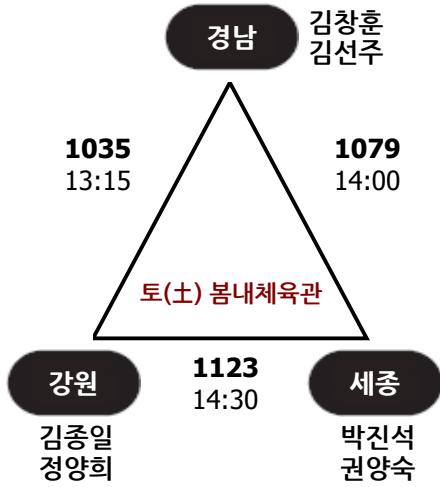 경남
김창훈
김선주
1035
13:15
1079
14:00
토(土) 봄내체육관
강원
1123
14:30
세종
김종일
정양희
박진석
권양숙